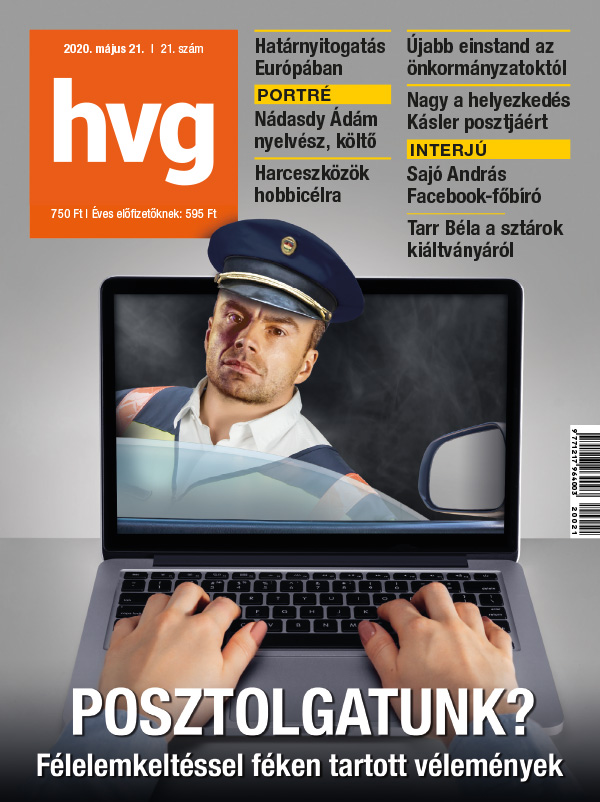 2020. május 21. | 21. szám
hvg
750 Ft | Éves előfizetőknek: 595 Ft
Határnyitogatás
Európában
PORTRÉ
Nádasdy Ádám
nyelvész, költő
Harceszközök
hobbicélra
Újabb einstand az
önkormányzatoktól
Nagy a helyezkedés
Kásler posztjáért
INTERJÚ
Sajó András
Facebook-főbíró
Tarr Béla a sztárok
kiáltványáról
9771217964003
20021
POSZTOLGATUNK?
Félelemkeltéssel féken tartott vélemények